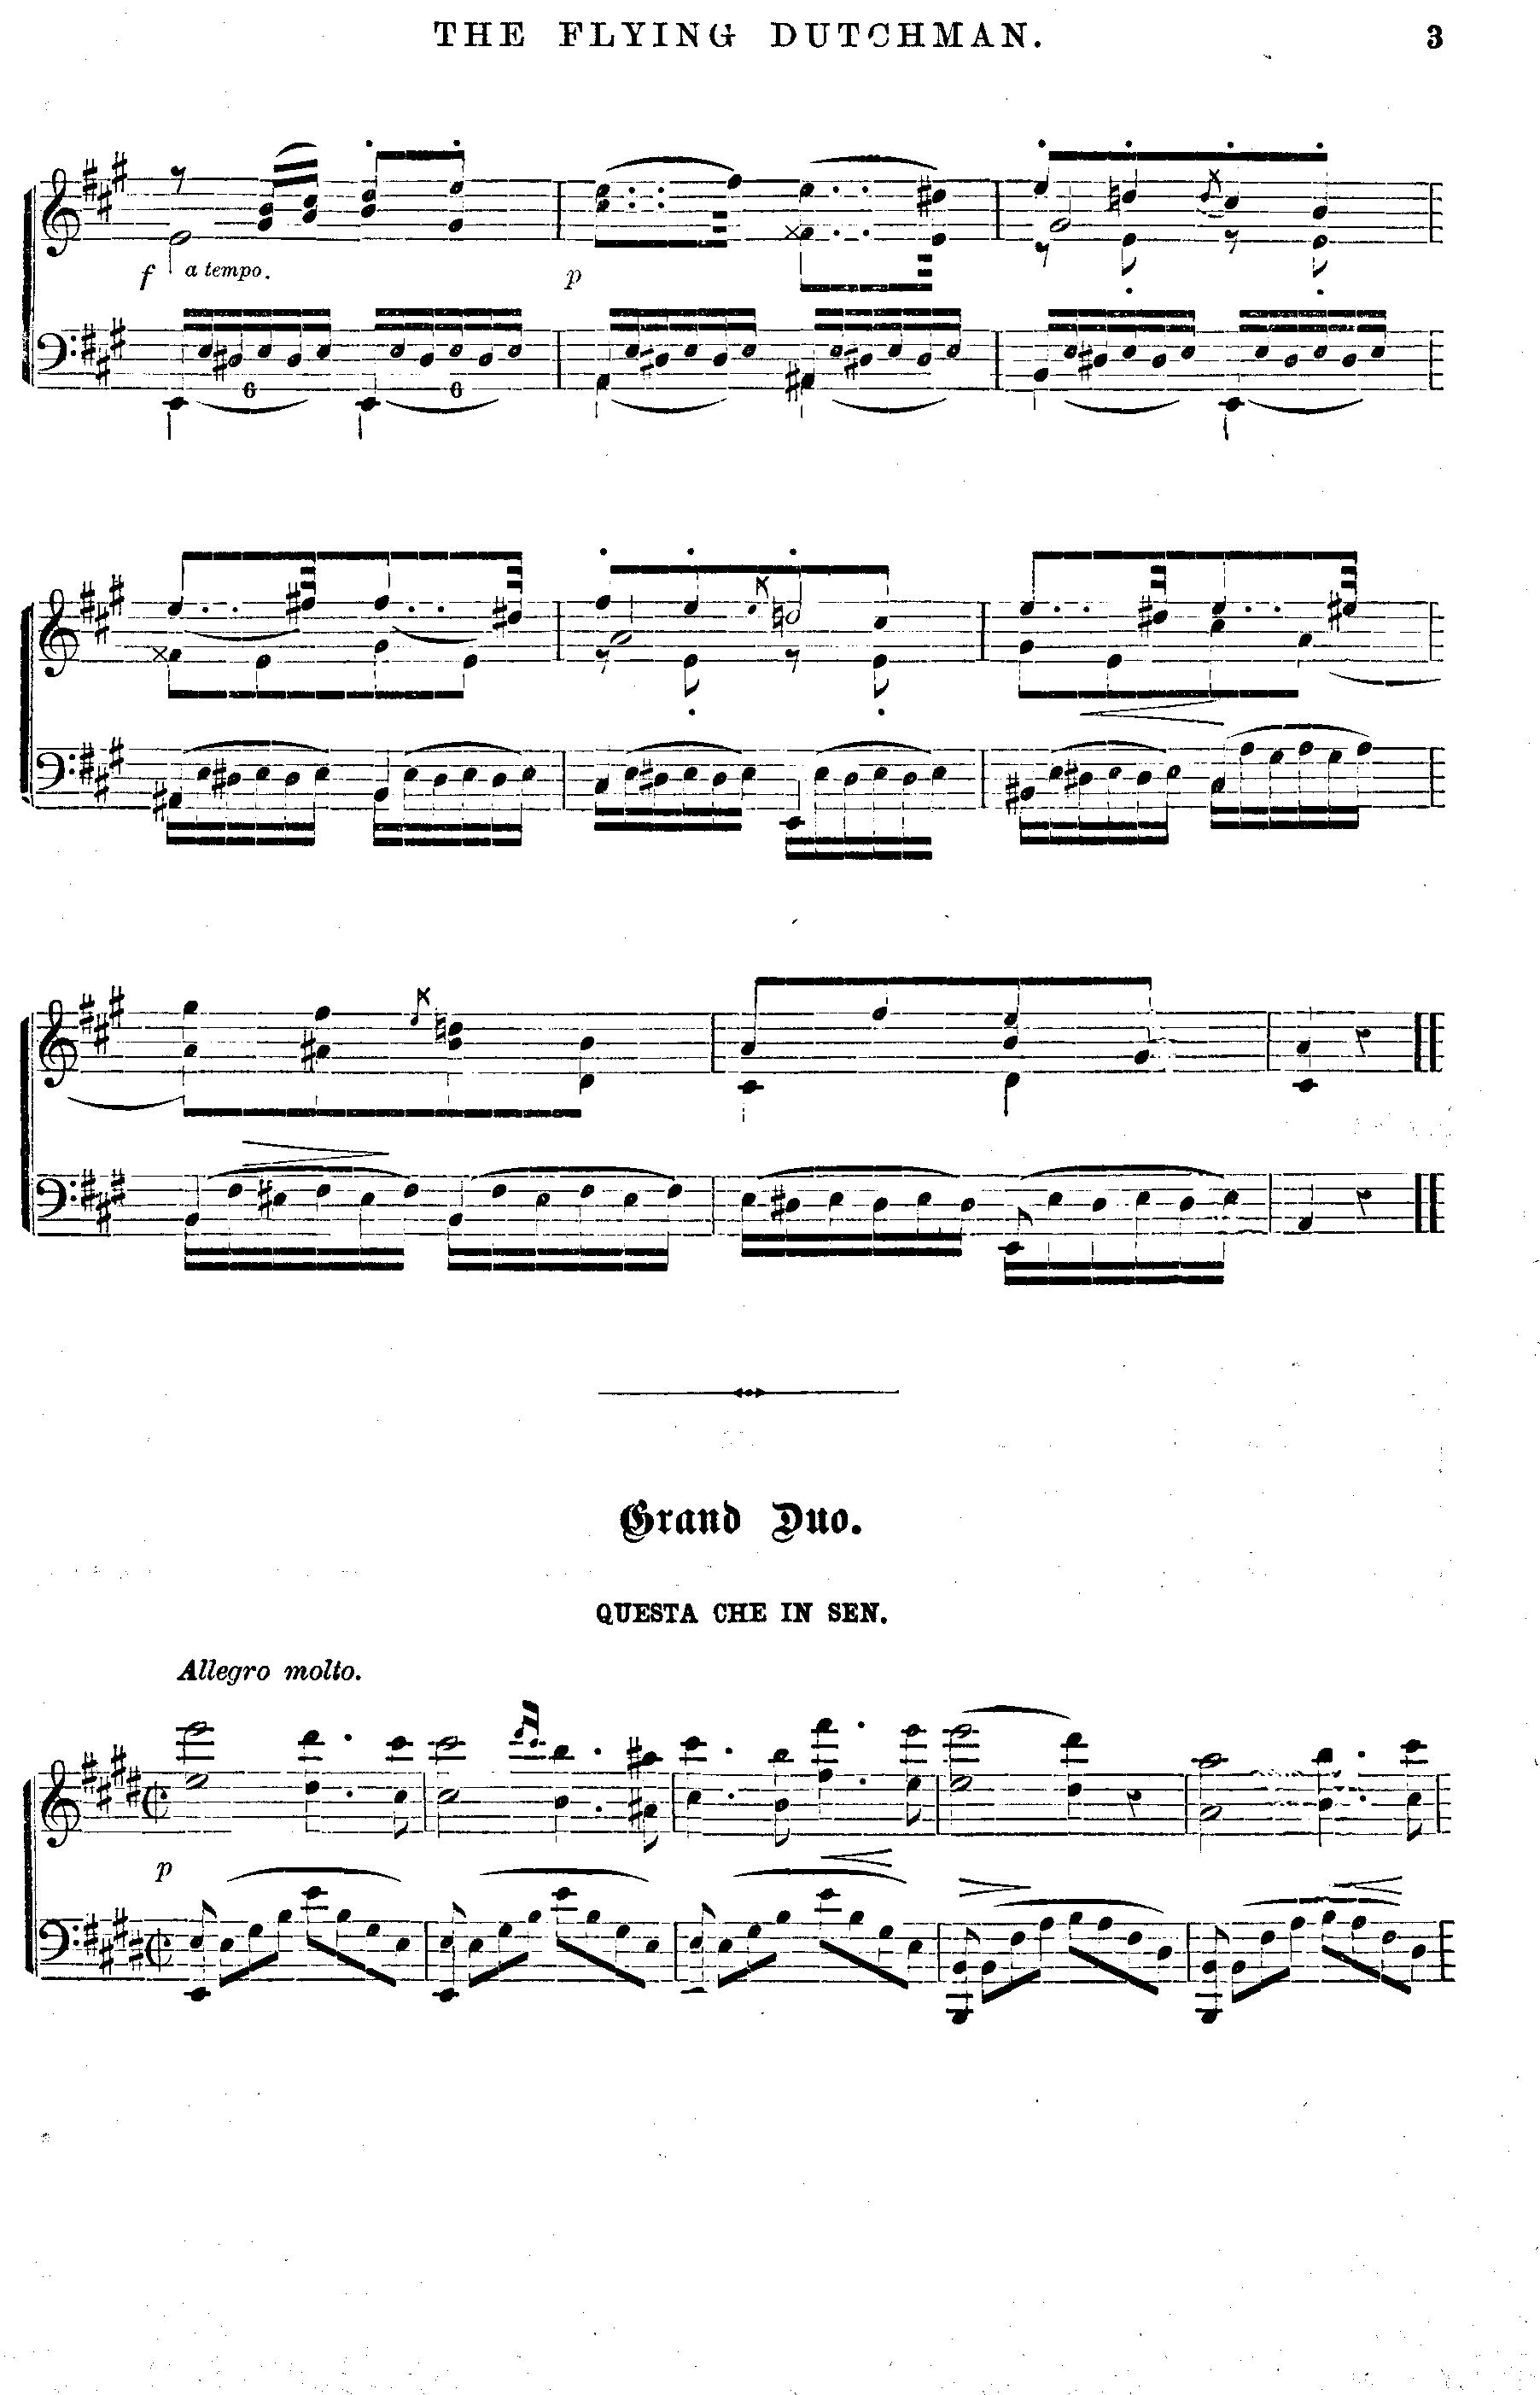 THE FLYING DUTCHMAN. 3
f a tempo. p
6 6
Grand Duo.
QUESTA CHE IN SEN.
Allegro molto.
p